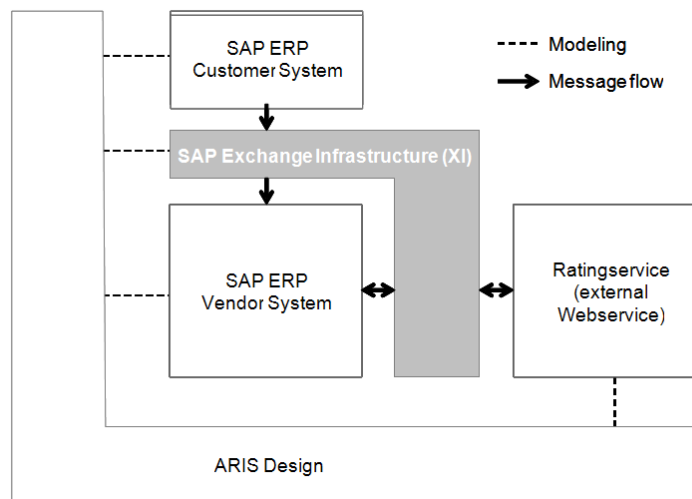 SAP ERP
Customer System
Modeling
Message flow
SAP Exchange Infrastructure (XI)
SAP ERP
Vendor System
Ratingservice
(external
Webservice)
ARIS Design